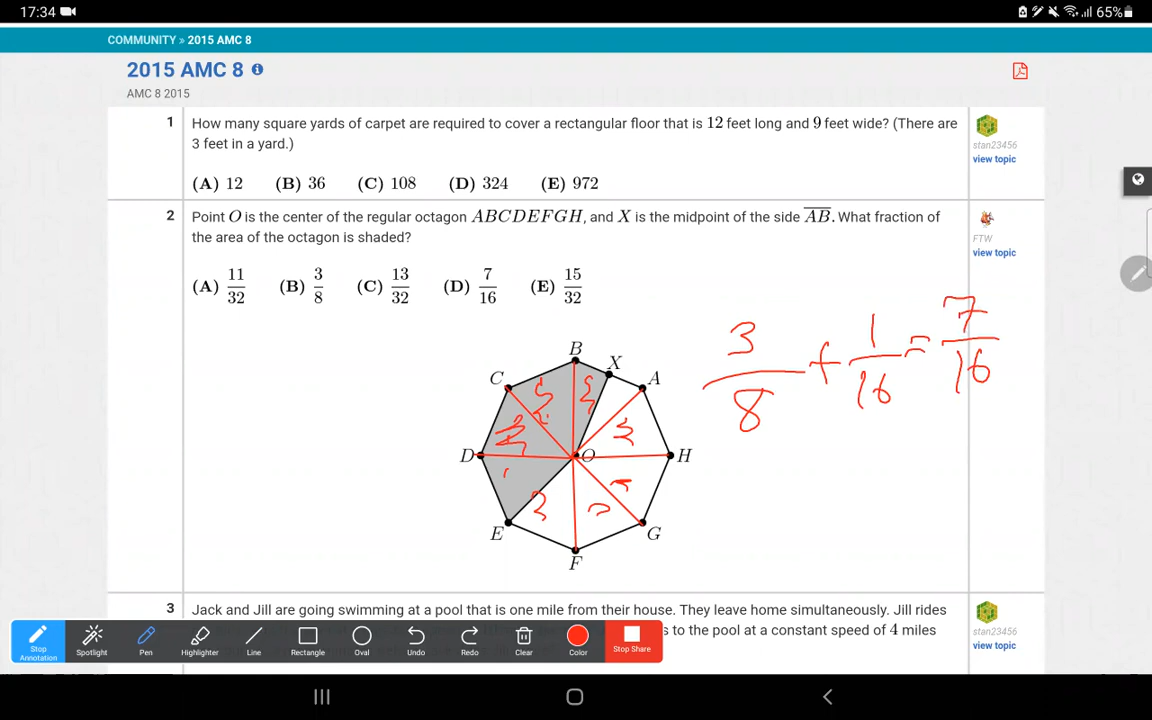 17:34
65%
COMMUNITY » 2015 AMC 8
2015 AMC 8
AMC 8 2015
1 How many square yards of carpet are required to cover a rectangular floor that is 12 feet long and 9 feet wide? (There are
3 feet in a yard.)
stan23456
view topic
(A) 12 (B) 36 (C) 108 (D) 324 (E) 972
2 Point O is the center of the regular octagon ABCDEFGH, and X is the midpoint of the side AB. What fraction of
the area of the octagon is shaded?
FTW
view topic
(A) 11/32 (B) 3/8 (C) 13/32 (D) 7/16 (E) 15/32
3/8 + 1/16 = 7/16
B
X
C
A
D
O
H
E
G
F
3 Jack and Jill are going swimming at a pool that is one mile from their house. They leave home simultaneously. Jill rides
s to the pool at a constant speed of 4 miles
stan23456
view topic
Stop Annotation
Spotlight
Pen
Highlighter
Line
Rectangle
Oval
Undo
Redo
Clear
Color
Stop Share